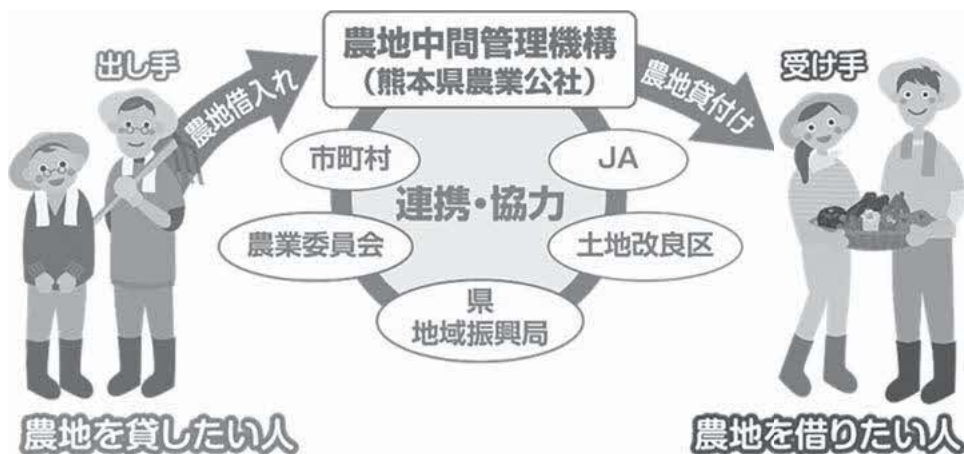 農地中間管理機構
(熊本県農業公社)
出し手
農地借入れ
農地貸付け
受け手
市町村
JA
連携・協力
農業委員会
土地改良区
県
地域振興局
農地を貸したい人
農地を借りたい人